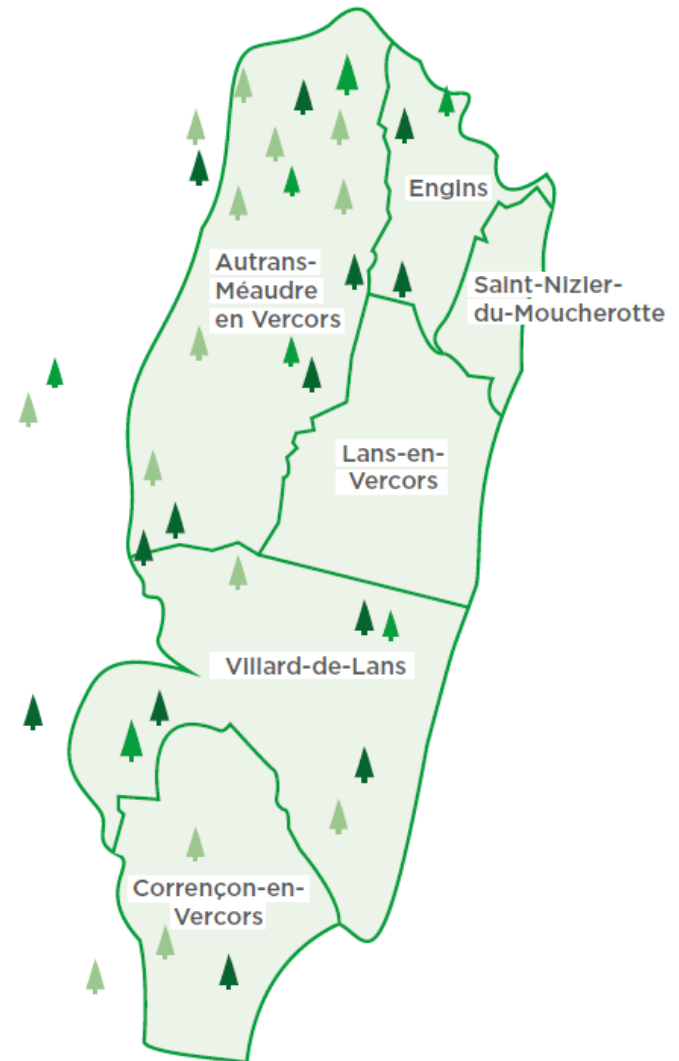 Engins
Autrans-
Méaudre
en Vercors
Saint-Nizier-
du-Moucherotte
Lans-en-
Vercors
Villard-de-Lans
Corrençon-en-
Vercors